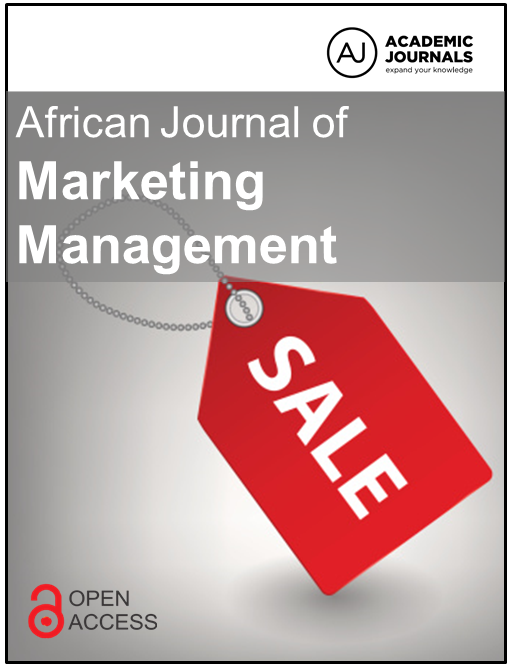 AJ
ACADEMIC
JOURNALS
expand your knowledge
African Journal of
Marketing
Management
SALE
OPEN
ACCESS